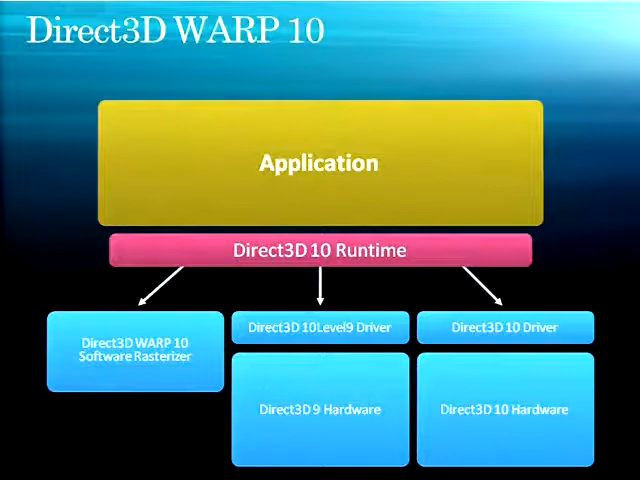 Direct3D WARP 10
Application
Direct3D 10 Runtime
Direct3D WARP 10
Software Rasterizer
Direct3D 10Level9 Driver
Direct3D 10 Driver
Direct3D 9 Hardware
Direct3D 10 Hardware